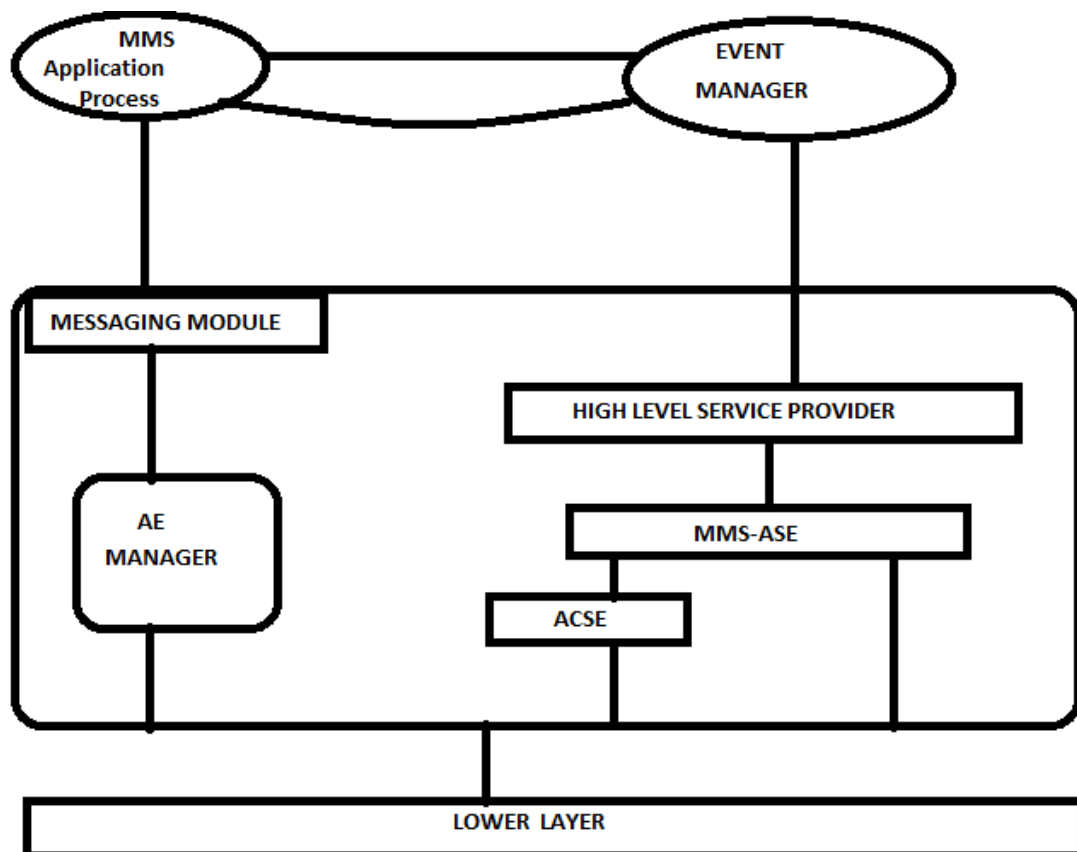 MMS
Application
Process
EVENT
MANAGER
MESSAGING MODULE
HIGH LEVEL SERVICE PROVIDER
AE
MANAGER
MMS-ASE
ACSE
LOWER LAYER